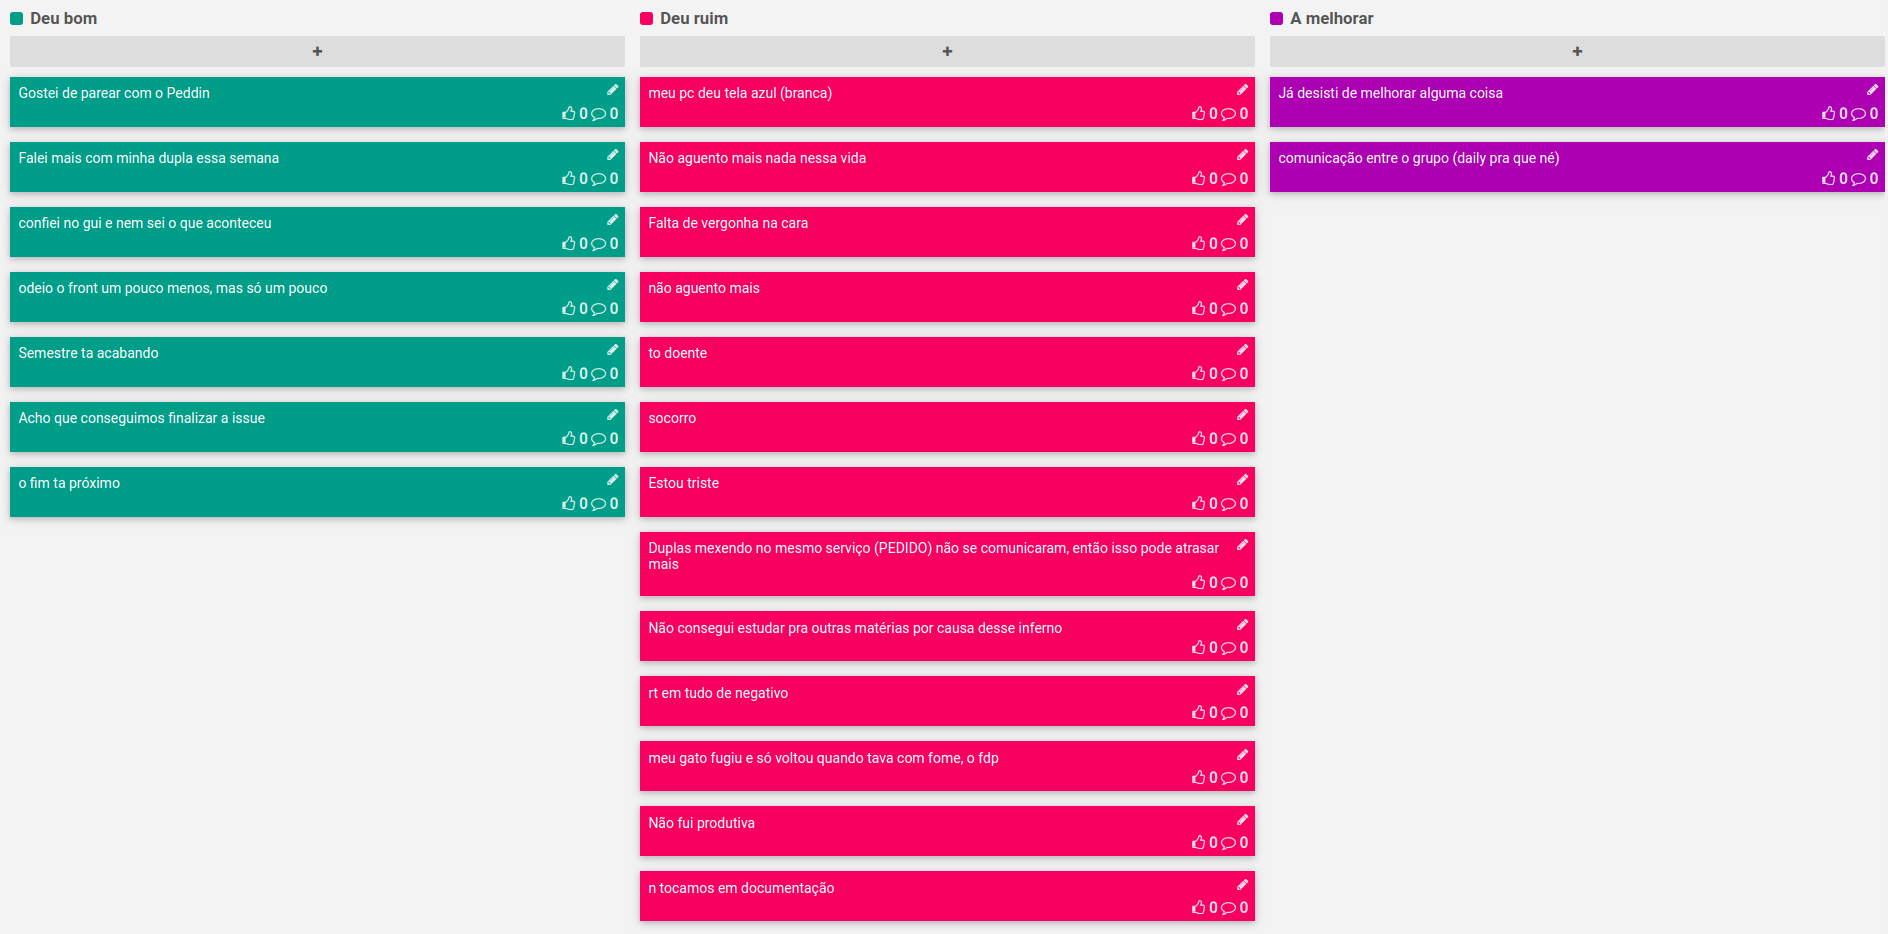 Deu bom
+
Gostei de parear com o Peddin
0 0
Falei mais com minha dupla essa semana
0 0
confiei no gui e nem sei o que aconteceu
0 0
odeio o front um pouco menos, mas só um pouco
0 0
Semestre ta acabando
0 0
Acho que conseguimos finalizar a issue
0 0
o fim ta próximo
0 0
Deu ruim
+
meu pc deu tela azul (branca)
0 0
Não aguento mais nada nessa vida
0 0
Falta de vergonha na cara
0 0
não aguento mais
0 0
to doente
0 0
socorro
0 0
Estou triste
0 0
Duplas mexendo no mesmo serviço (PEDIDO) não se comunicaram, então isso pode atrasar
mais
0 0
Não consegui estudar pra outras matérias por causa desse inferno
0 0
rt em tudo de negativo
0 0
meu gato fugiu e só voltou quando tava com fome, o fdp
0 0
Não fui produtiva
0 0
n tocamos em documentação
0 0
A melhorar
+
Já desisti de melhorar alguma coisa
0 0
comunicação entre o grupo (daily pra que né)
0 0